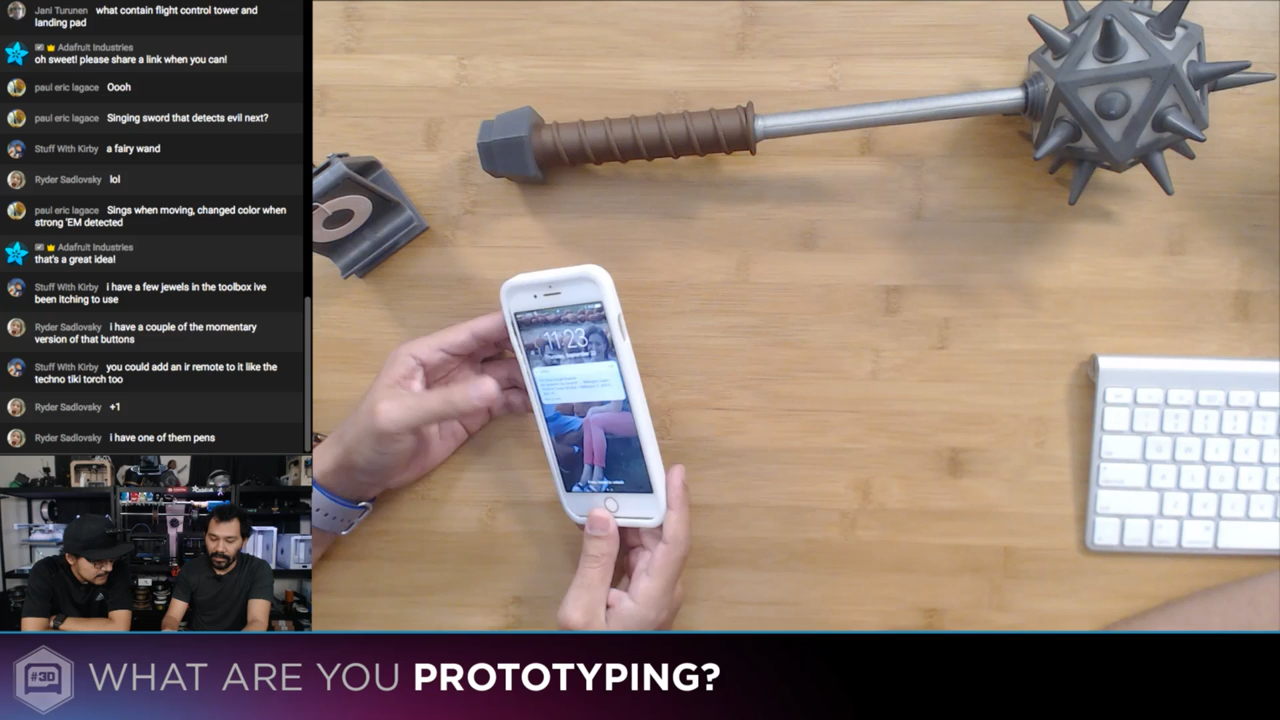 Jani Turunen what contain flight control tower and
landing pad
Adafruit Industries
oh sweet! please share a link when you can!
paul eric lagace Oooh
paul eric lagace Singing sword that detects evil next?
Stuff With Kirby a fairy wand
Ryder Sadlovsky lol
paul eric lagace Sings when moving, changed color when
strong 'EM detected
Adafruit Industries
that's a great idea!
Stuff With Kirby i have a few jewels in the toolbox ive
been itching to use
Ryder Sadlovsky i have a couple of the momentary
version of that buttons
Stuff With Kirby you could add an ir remote to it like the
techno tiki torch too
Ryder Sadlovsky +1
Ryder Sadlovsky i have one of them pens
11:23
#3D
WHAT ARE YOU PROTOTYPING?